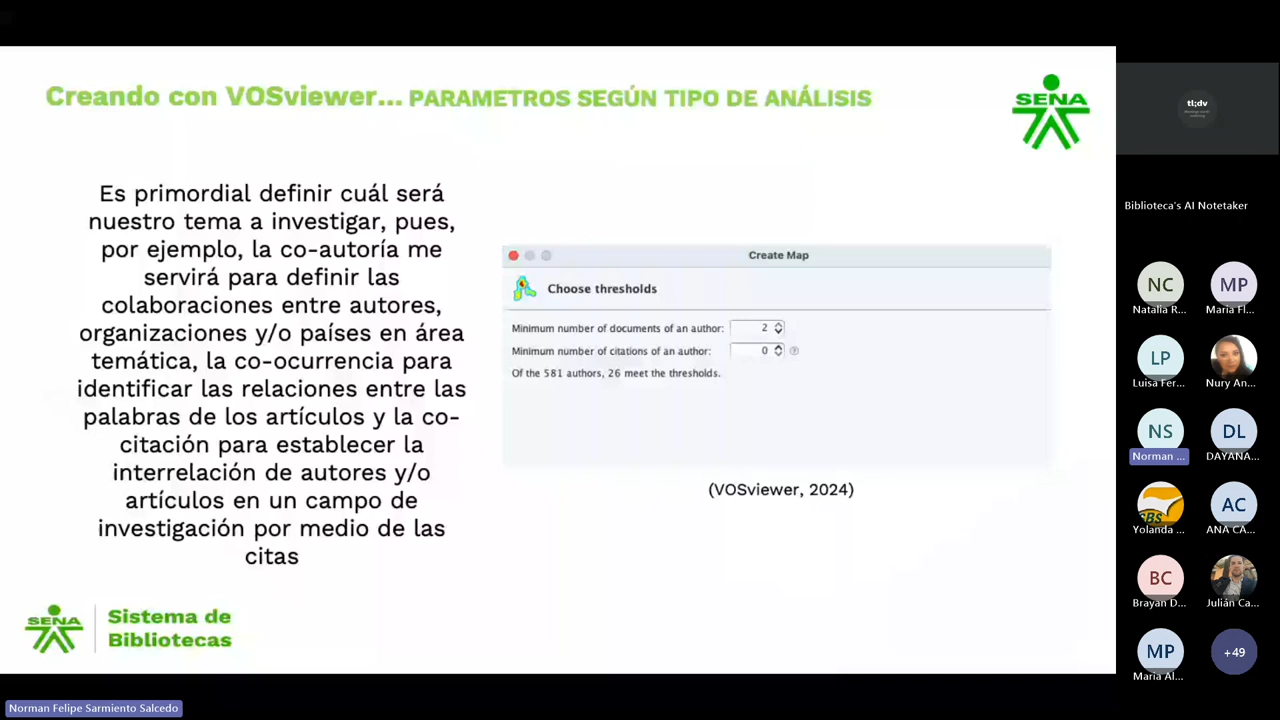 Creando con VOSviewer... PARAMETROS SEGÚN TIPO DE ANÁLISIS
SENA
Es primordial definir cuál será
nuestro tema a investigar, pues,
por ejemplo, la co-autoría me
servirá para definir las
colaboraciones entre autores,
organizaciones y/o países en área
temática, la co-ocurrencia para
identificar las relaciones entre las
palabras de los artículos y la co-
citación para establecer la
interrelación de autores y/o
artículos en un campo de
investigación por medio de las
citas
Create Map
Choose thresholds
Minimum number of documents of an author: 2
Minimum number of citations of an author: 0
Of the 581 authors, 26 meet the thresholds.
(VOSviewer, 2024)
SENA
Sistema de
Bibliotecas
Norman Felipe Sarmiento Salcedo
tl;dv
Biblioteca's AI Notetaker
NC
Natalia R...
MP
Maria Fl...
LP
Luisa Fer...
Nury An...
NS
Norman ...
DL
DAYANA...
SBS
Yolanda ...
AC
ANA CA...
BC
Brayan D...
Julián Ca...
MP
Maria Al...
+49